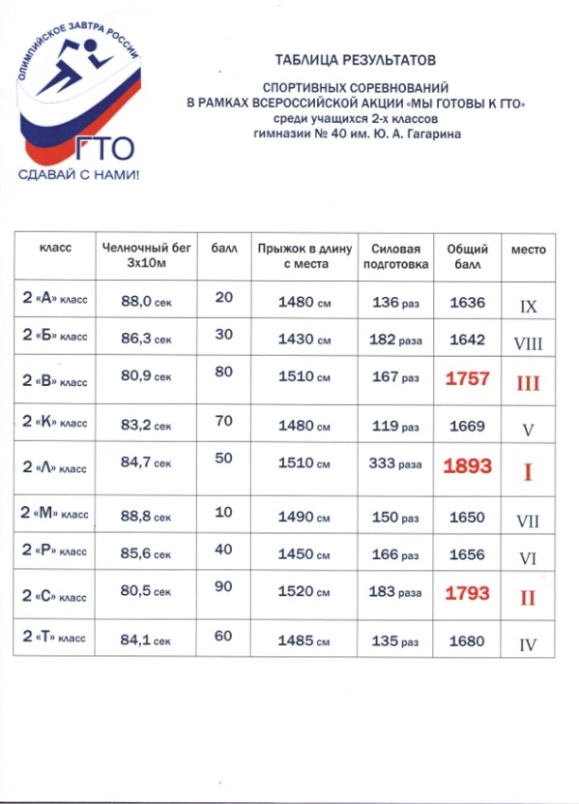 ОЛИМПИЙСКОЕ ЗАВТРА РОССИИ
ГТО
СДАВАЙ С НАМИ!
ТАБЛИЦА РЕЗУЛЬТАТОВ
СПОРТИВНЫХ СОРЕВНОВАНИЙ
В РАМКАХ ВСЕРОССИЙСКОЙ АКЦИИ «МЫ ГОТОВЫ К ГТО»
среди учащихся 2-х классов
гимназии № 40 им. Ю. А. Гагарина
класс Челночный бег 3х10м балл Прыжок в длину с места Силовая подготовка Общий балл место
2 «А» класс 88,0 сек 20 1480 см 136 раз 1636 IX
2 «Б» класс 86,3 сек 30 1430 см 182 раза 1642 VIII
2 «В» класс 80,9 сек 80 1510 см 167 раз 1757 III
2 «К» класс 83,2 сек 70 1480 см 119 раз 1669 V
2 «Л» класс 84,7 сек 50 1510 см 333 раза 1893 I
2 «М» класс 88,8 сек 10 1490 см 150 раз 1650 VII
2 «Р» класс 85,6 сек 40 1450 см 166 раз 1656 VI
2 «С» класс 80,5 сек 90 1520 см 183 раза 1793 II
2 «Т» класс 84,1 сек 60 1485 см 135 раз 1680 IV